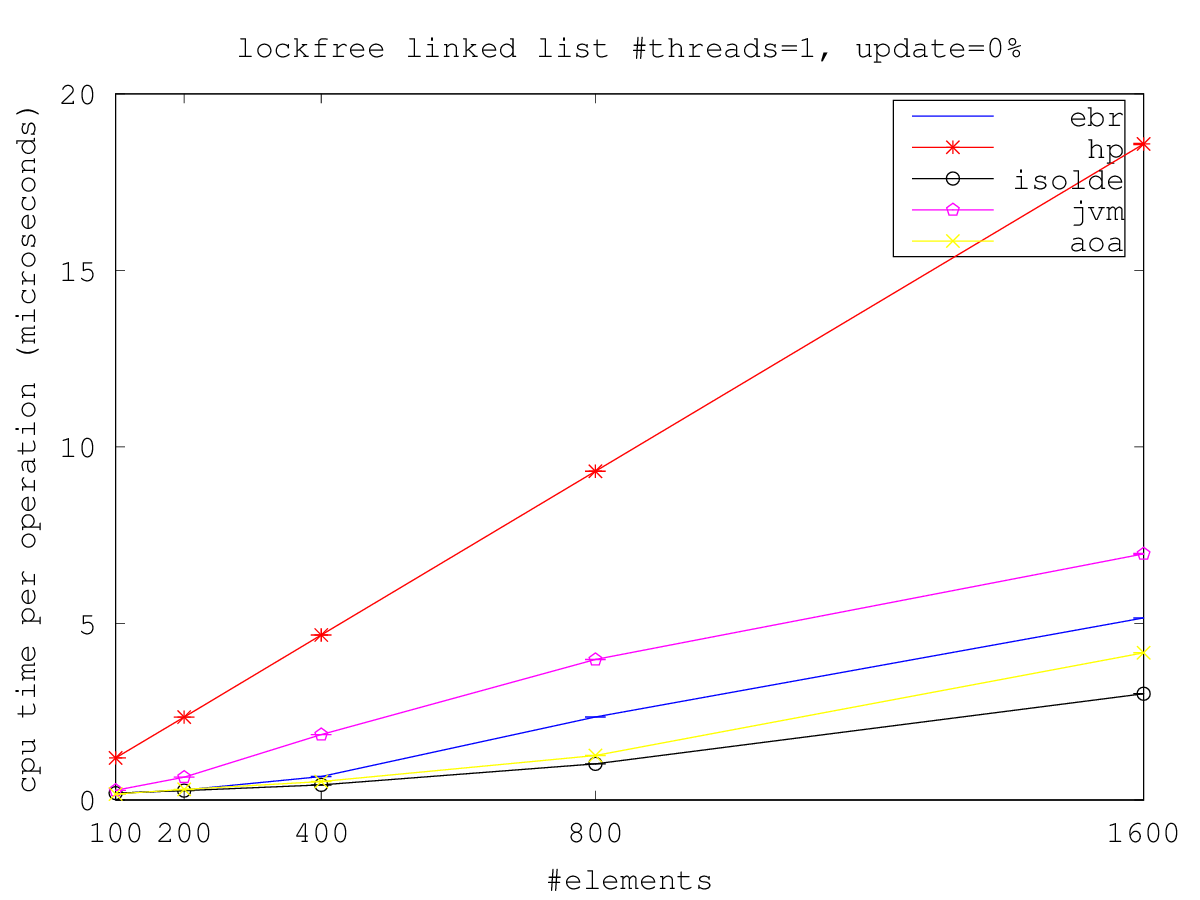 lockfree linked list #threads=1, update=0%
cpu time per operation (microseconds)
20
15
10
5
0
ebr
hp
isolde
jvm
aoa
100 200 400 800 1600
#elements